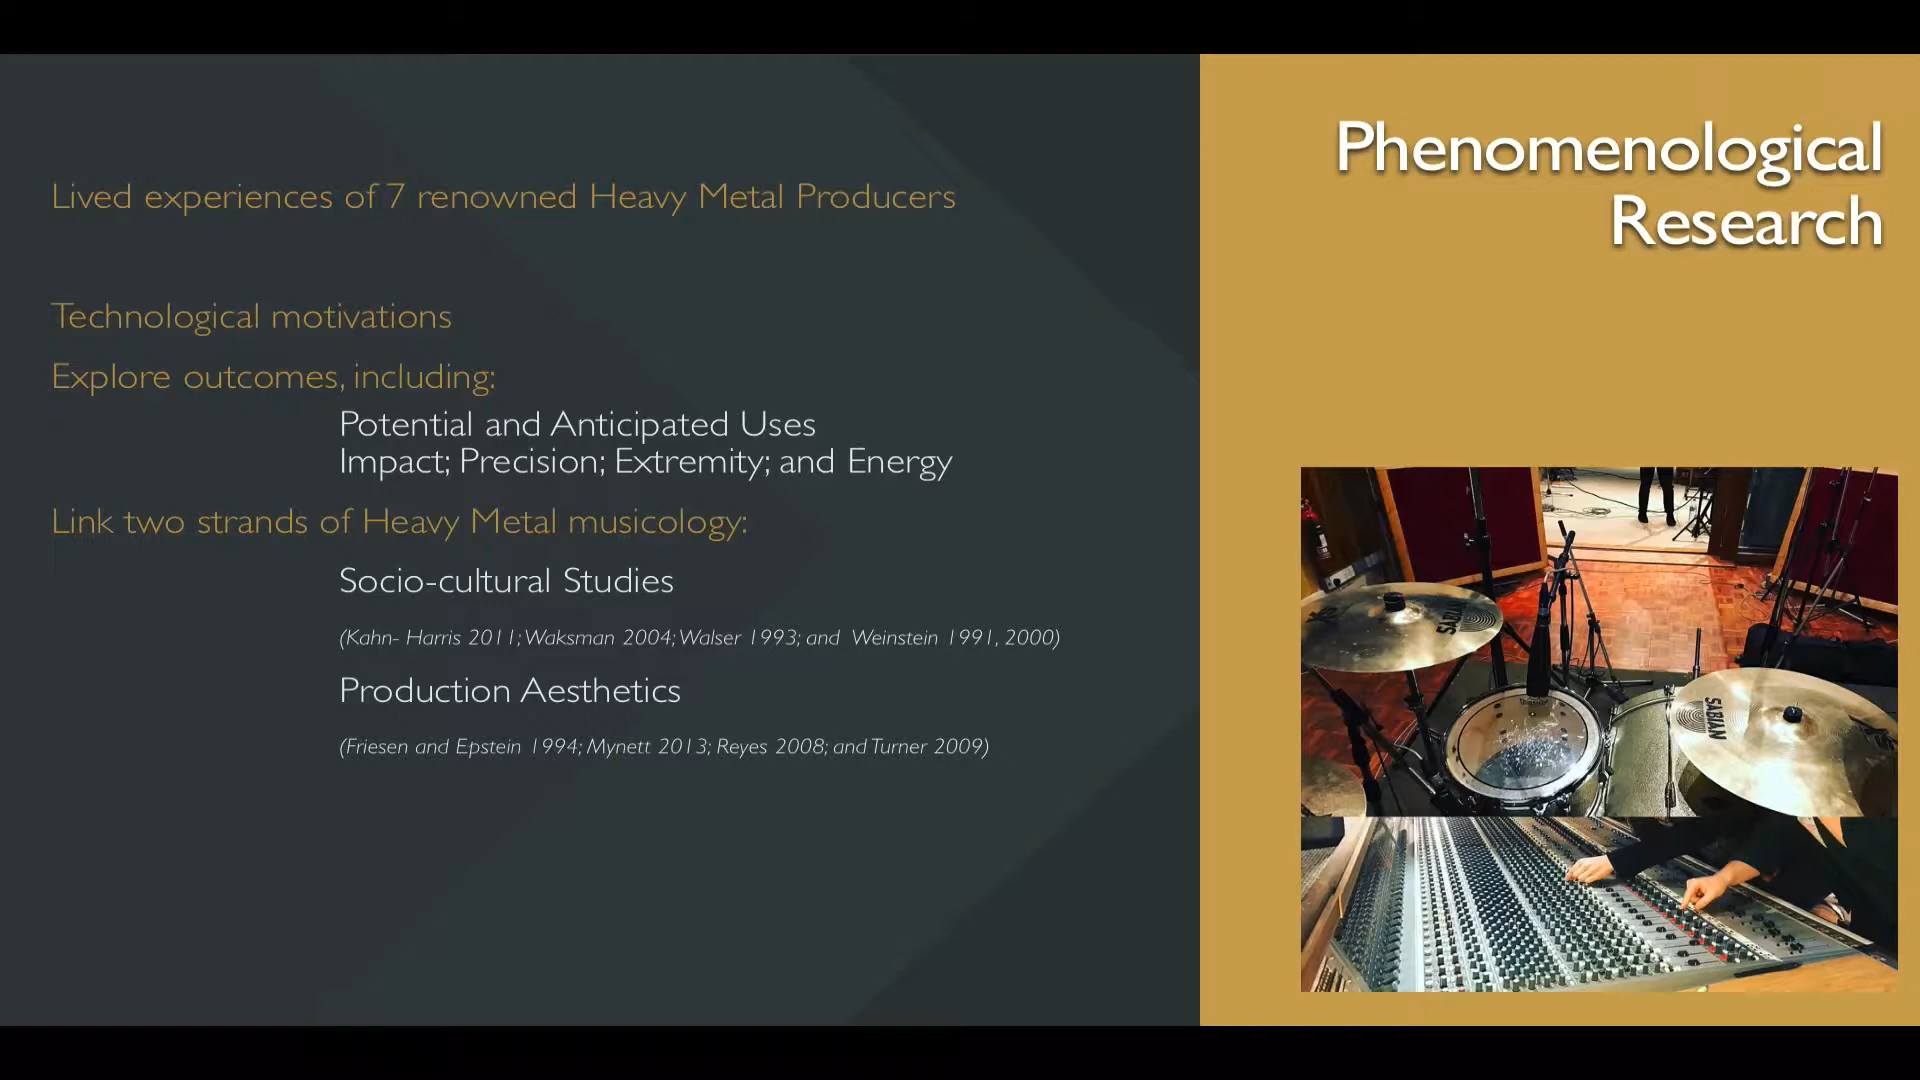 Phenomenological
Research
Lived experiences of 7 renowned Heavy Metal Producers
Technological motivations
Explore outcomes, including:
Potential and Anticipated Uses
Impact; Precision; Extremity; and Energy
Link two strands of Heavy Metal musicology:
Socio-cultural Studies
(Kahn- Harris 2011; Waksman 2004; Walser 1993; and Weinstein 1991, 2000)
Production Aesthetics
(Friesen and Epstein 1994; Mynett 2013; Reyes 2008; and Turner 2009)
SABIAN
SABIAN